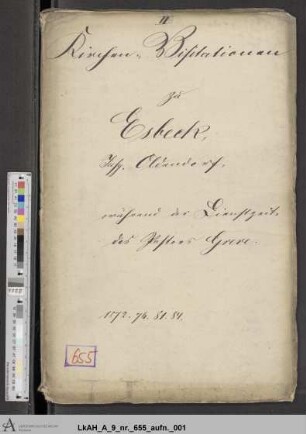 II
Kirchen-Visitationen
zu
Esbeck,
Insp. Oldendorf,
während der Dienstzeit
des Pastors Greve.
1772. 74. 81. 84.
655
LkAH_A_9_nr._655_aufn._001